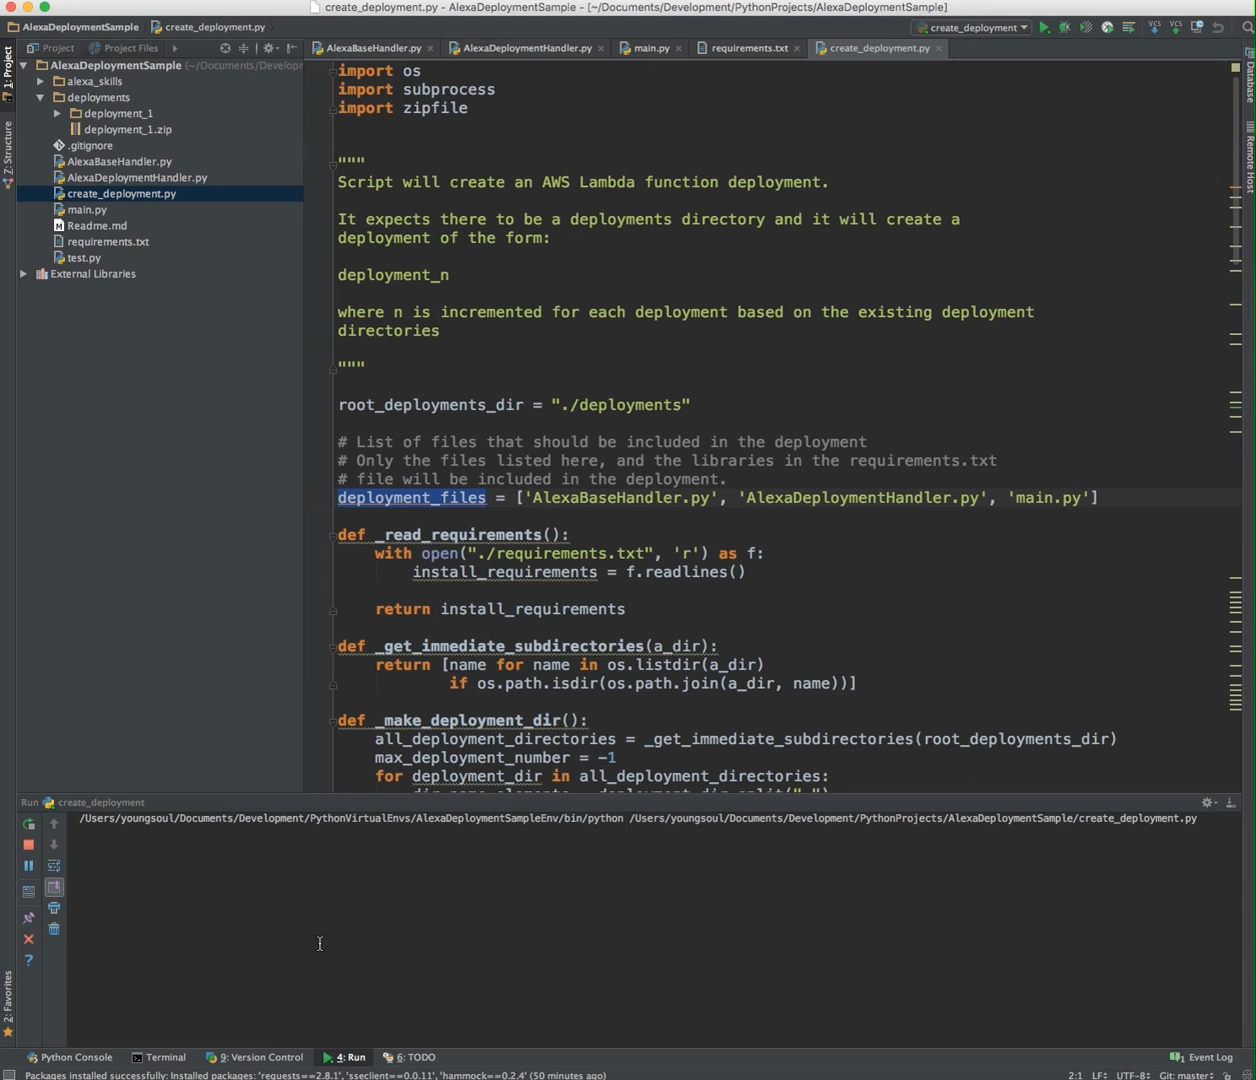 create_deployment.py - AlexaDeploymentSample - [~/Documents/Development/PythonProjects/AlexaDeploymentSample]
AlexaDeploymentSample create_deployment.py create_deployment
Project Project Files
AlexaBaseHandler.py AlexaDeploymentHandler.py main.py requirements.txt create_deployment.py
1: Project
Z: Structure
2: Favorites
Database
Remote Host
AlexaDeploymentSample (~/Documents/Develop
alexa_skills
deployments
deployment_1
deployment_1.zip
.gitignore
AlexaBaseHandler.py
AlexaDeploymentHandler.py
create_deployment.py
main.py
Readme.md
requirements.txt
test.py
External Libraries
import os
import subprocess
import zipfile
"""
Script will create an AWS Lambda function deployment.
It expects there to be a deployments directory and it will create a
deployment of the form:
deployment_n
where n is incremented for each deployment based on the existing deployment
directories
"""
root_deployments_dir = "./deployments"
# List of files that should be included in the deployment
# Only the files listed here, and the libraries in the requirements.txt
# file will be included in the deployment.
deployment_files = ['AlexaBaseHandler.py', 'AlexaDeploymentHandler.py', 'main.py']
def _read_requirements():
with open("./requirements.txt", 'r') as f:
install_requirements = f.readlines()
return install_requirements
def _get_immediate_subdirectories(a_dir):
return [name for name in os.listdir(a_dir)
if os.path.isdir(os.path.join(a_dir, name))]
def _make_deployment_dir():
all_deployment_directories = _get_immediate_subdirectories(root_deployments_dir)
max_deployment_number = -1
for deployment_dir in all_deployment_directories:
Run create_deployment
/Users/youngsoul/Documents/Development/PythonVirtualEnvs/AlexaDeploymentSampleEnv/bin/python /Users/youngsoul/Documents/Development/PythonProjects/AlexaDeploymentSample/create_deployment.py
Python Console Terminal 9: Version Control 4: Run 6: TODO 1 Event Log
Packages installed successfully: Installed packages: 'requests==2.8.1', 'sseclient==0.0.11', 'hammock==0.2.4' (50 minutes ago) 2:1 LF UTF-8 Git: master